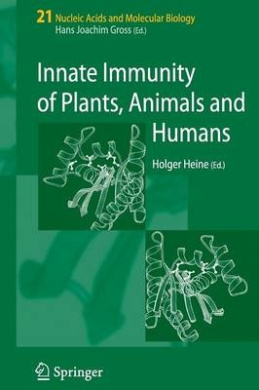 21 Nucleic Acids and Molecular Biology
Hans Joachim Gross (Ed.)
Innate Immunity
of Plants, Animals and
Humans
Holger Heine (Ed.)
Springer